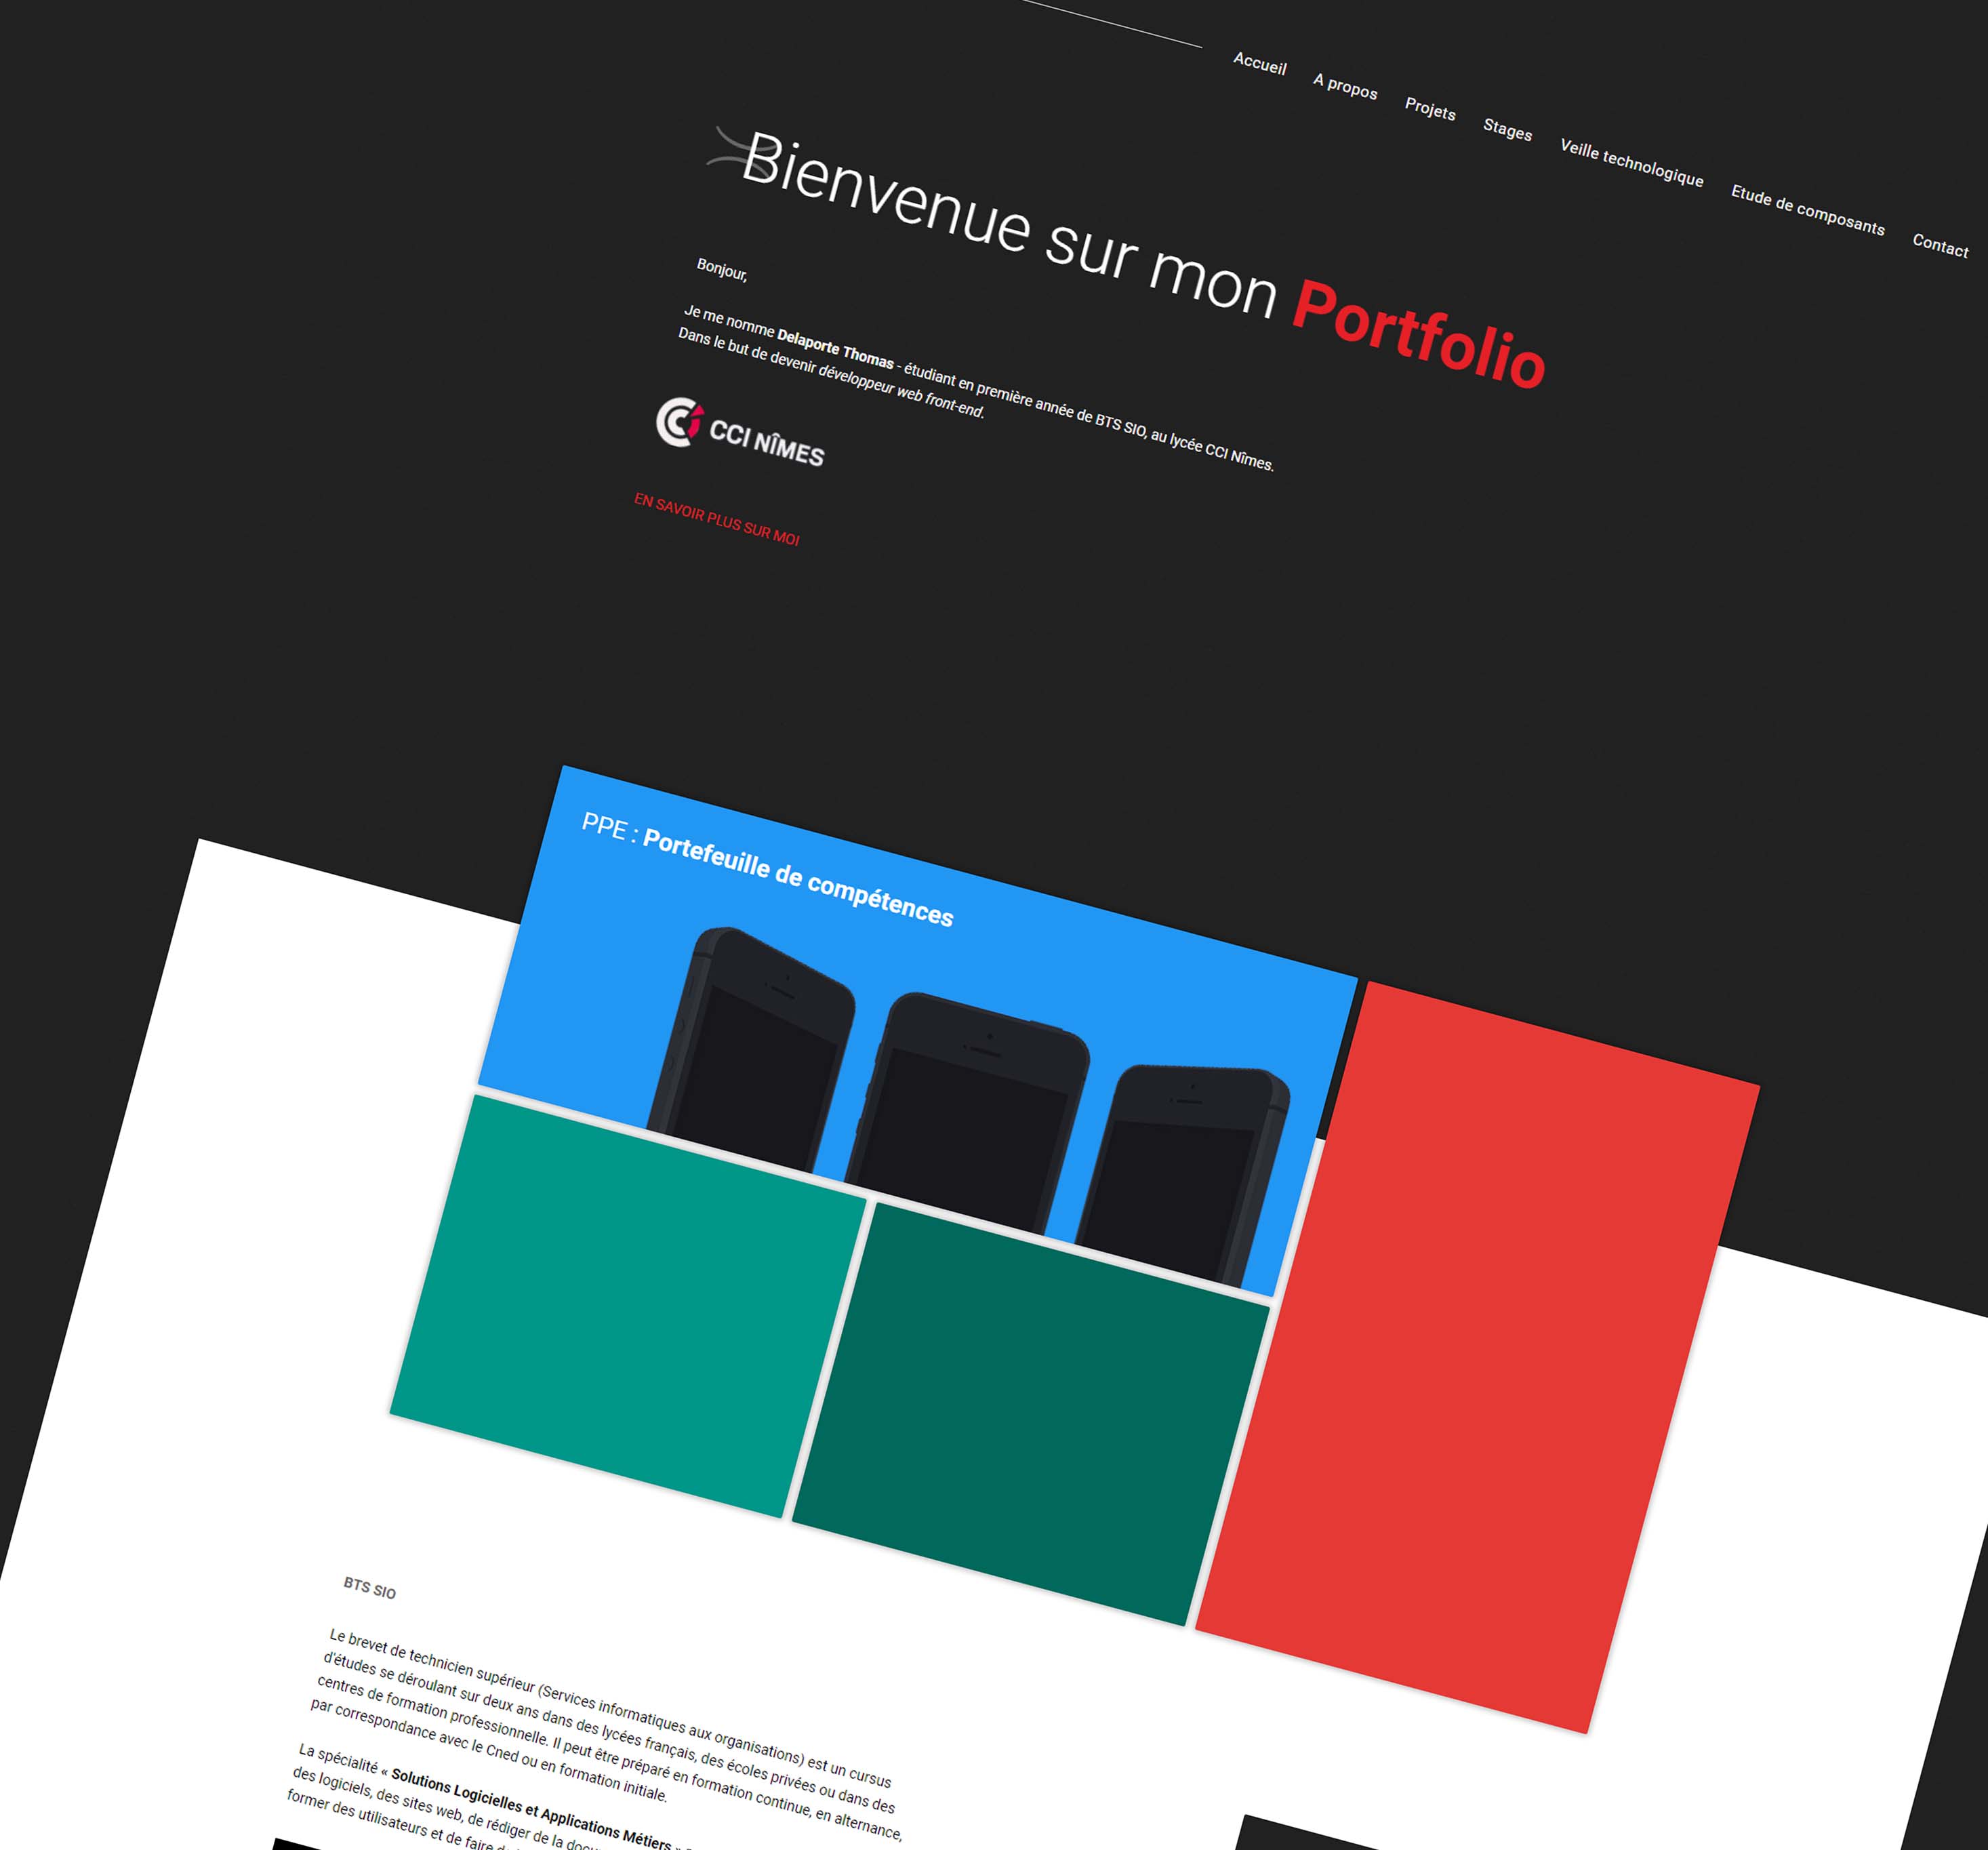 Accueil A propos Projets Stages Veille technologique Etude de composants Contact
Bienvenue sur mon Portfolio
Bonjour,
Je me nomme Delaporte Thomas - étudiant en première année de BTS SIO, au lycée CCI Nîmes.
Dans le but de devenir développeur web front-end.
CCI NÎMES
EN SAVOIR PLUS SUR MOI
PPE : Portefeuille de compétences
BTS SIO
Le brevet de technicien supérieur (Services informatiques aux organisations) est un cursus
d'études se déroulant sur deux ans dans des lycées français, des écoles privées ou dans des
centres de formation professionnelle. Il peut être préparé en formation continue, en alternance,
par correspondance avec le Cned ou en formation initiale.
La spécialité « Solutions Logicielles et Applications Métiers »
des logiciels, des sites web, de rédiger de la
former des utilisateurs et de faire